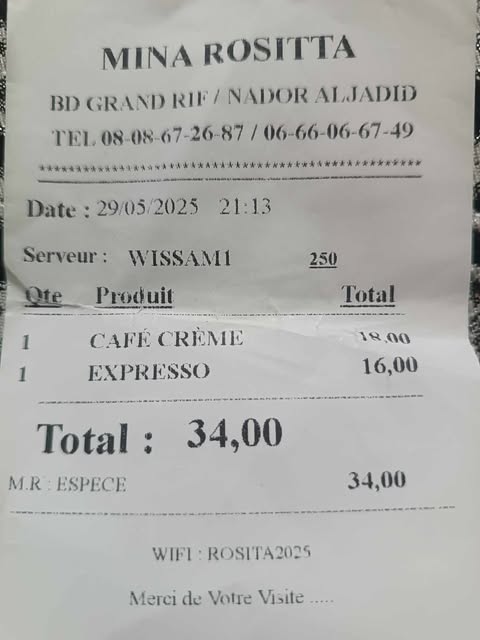 MINA ROSITTA
BD GRAND RIF / NADOR ALJADID
TEL 08-08-67-26-87 / 06-66-06-67-49
************************************************************
Date : 29/05/2025 21:13
Serveur : WISSAM1 250
Qte Produit Total
1 CAFÉ CRÈME 18,00
1 EXPRESSO 16,00
Total : 34,00
M.R : ESPECE 34,00
WIFI : ROSITA2025
Merci de Votre Visite .....